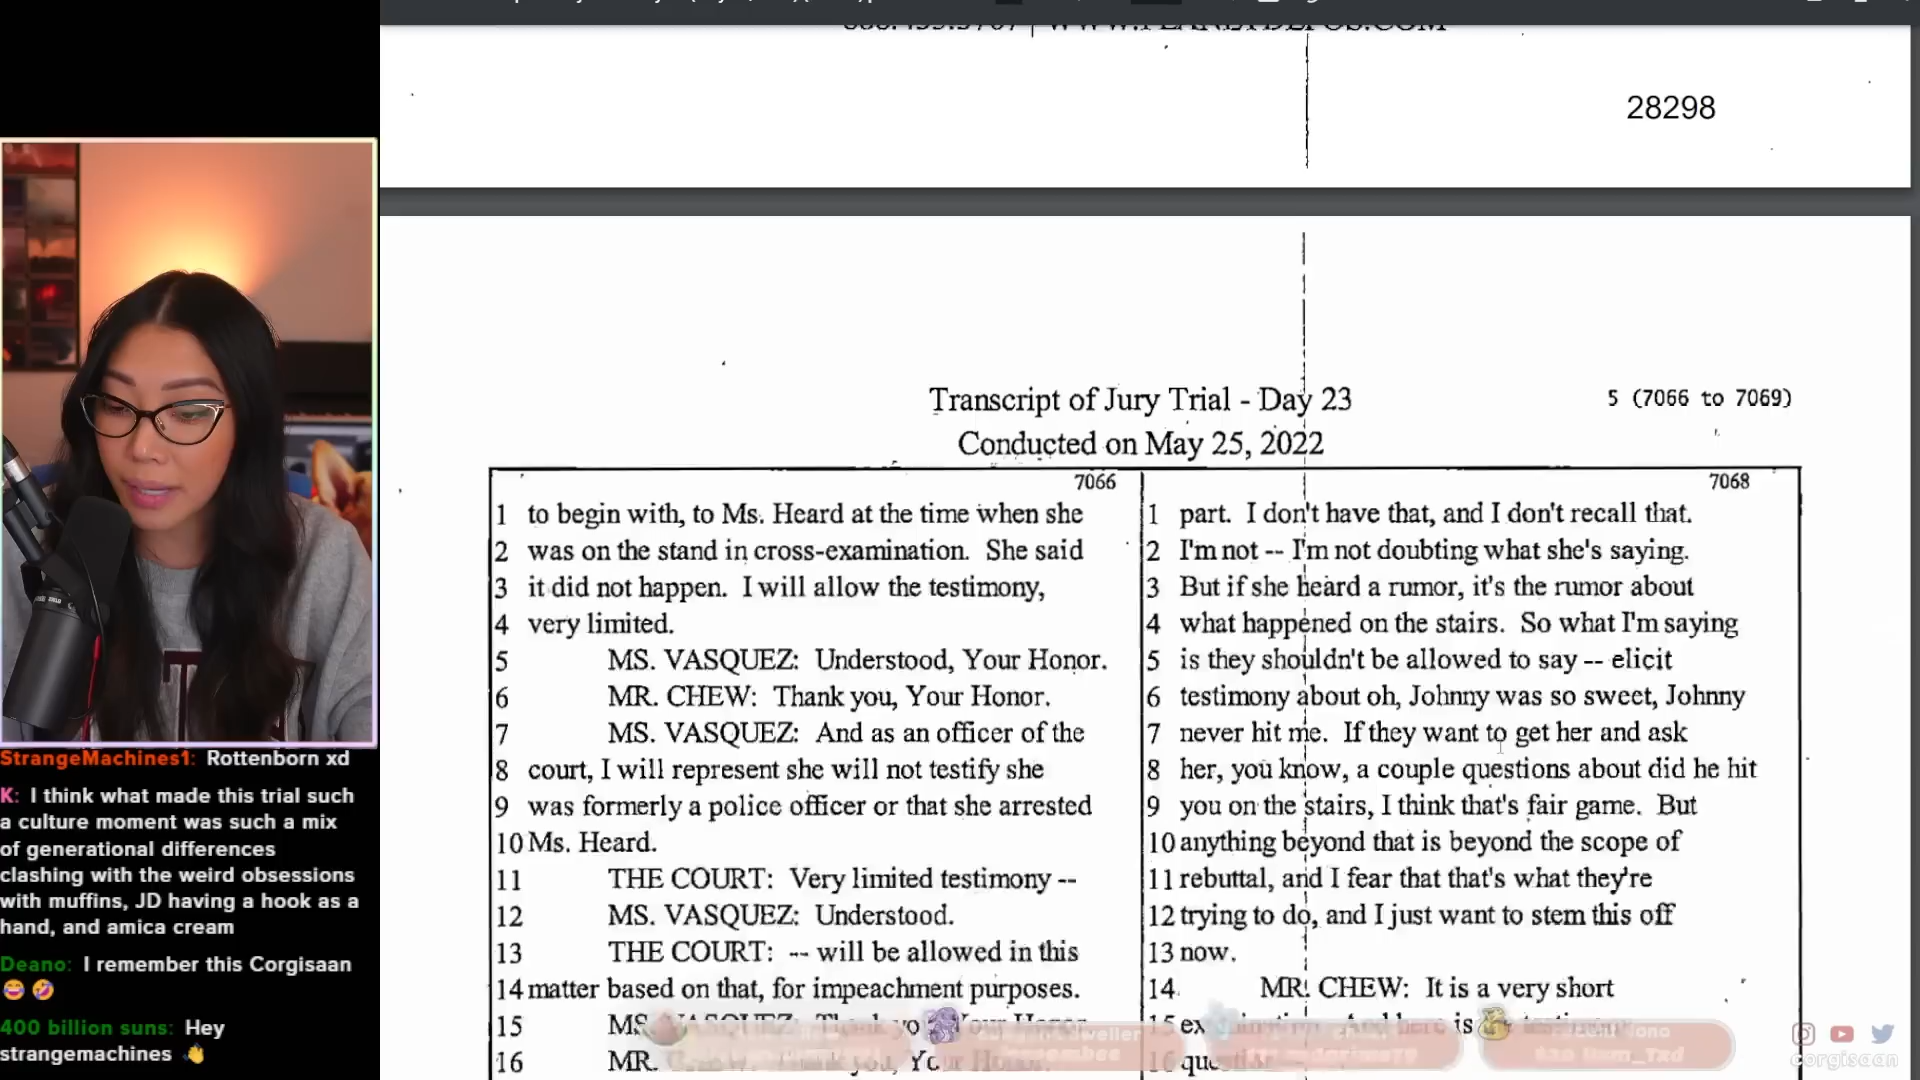 28298
Transcript of Jury Trial - Day 23
5 (7066 to 7069)
Conducted on May 25, 2022
7066
1 to begin with, to Ms. Heard at the time when she
2 was on the stand in cross-examination. She said
3 it did not happen. I will allow the testimony,
4 very limited.
5 MS. VASQUEZ: Understood, Your Honor.
6 MR. CHEW: Thank you, Your Honor.
7 MS. VASQUEZ: And as an officer of the
8 court, I will represent she will not testify she
9 was formerly a police officer or that she arrested
10 Ms. Heard.
11 THE COURT: Very limited testimony --
12 MS. VASQUEZ: Understood.
13 THE COURT: -- will be allowed in this
14 matter based on that, for impeachment purposes.
15
16 MR.
7068
1 part. I don't have that, and I don't recall that.
2 I'm not -- I'm not doubting what she's saying.
3 But if she heard a rumor, it's the rumor about
4 what happened on the stairs. So what I'm saying
5 is they shouldn't be allowed to say -- elicit
6 testimony about oh, Johnny was so sweet, Johnny
7 never hit me. If they want to get her and ask
8 her, you know, a couple questions about did he hit
9 you on the stairs, I think that's fair game. But
10 anything beyond that is beyond the scope of
11 rebuttal, and I fear that that's what they're
12 trying to do, and I just want to stem this off
13 now.
14 MR. CHEW: It is a very short
15
16
StrangeMachines1: Rottenborn xd
K: I think what made this trial such
a culture moment was such a mix
of generational differences
clashing with the weird obsessions
with muffins, JD having a hook as a
hand, and amica cream
Deano: I remember this Corgisaan
😂 🤣
400 billion suns: Hey
strangemachines 👋
corgisaan